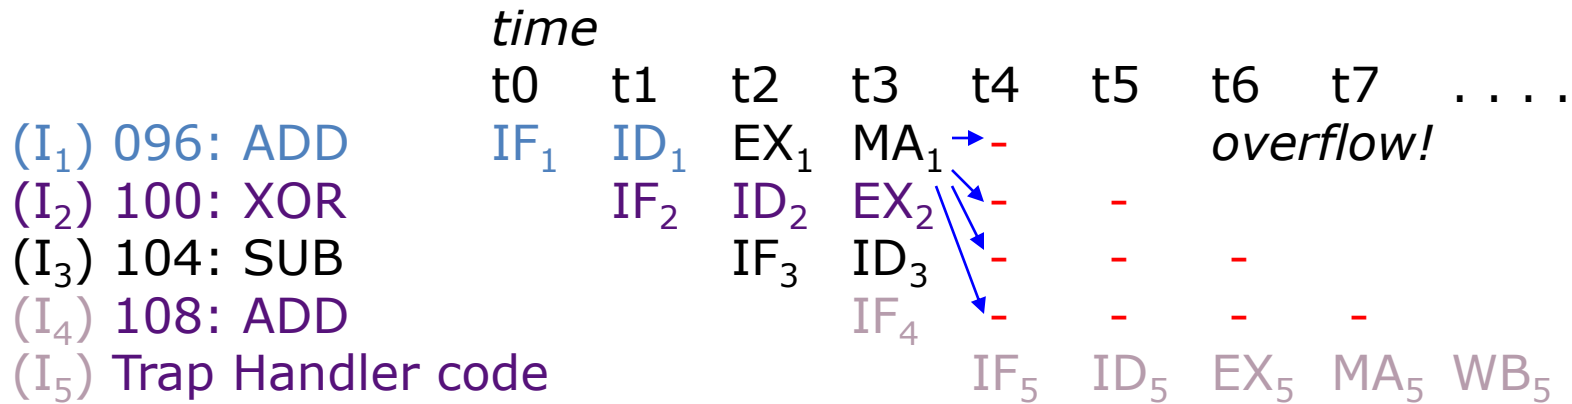 time
t0 t1 t2 t3 t4 t5 t6 t7 . . . .
(I₁) 096: ADD IF₁ ID₁ EX₁ MA₁ - overflow!
(I₂) 100: XOR IF₂ ID₂ EX₂ - -
(I₃) 104: SUB IF₃ ID₃ - - -
(I₄) 108: ADD IF₄ - - - -
(I₅) Trap Handler code IF₅ ID₅ EX₅ MA₅ WB₅